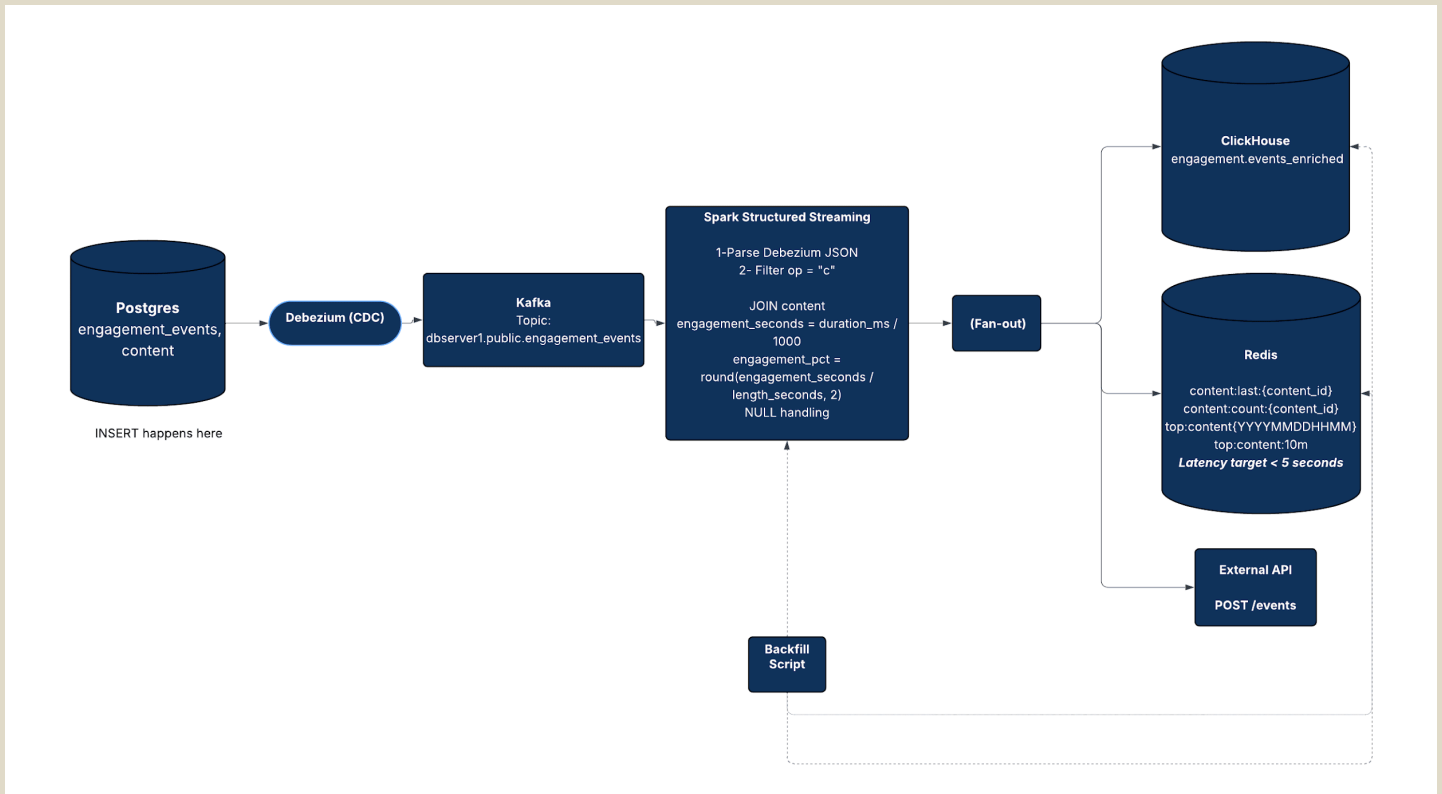 Postgres
engagement_events,
content
INSERT happens here
Debezium (CDC)
Kafka
Topic:
dbserver1.public.engagement_events
Spark Structured Streaming
1-Parse Debezium JSON
2- Filter op = "c"
JOIN content
engagement_seconds = duration_ms /
1000
engagement_pct =
round(engagement_seconds /
length_seconds, 2)
NULL handling
(Fan-out)
ClickHouse
engagement.events_enriched
Redis
content:last:{content_id}
content:count:{content_id}
top:content{YYYYMMDDHHMM}
top:content:10m
Latency target < 5 seconds
External API
POST /events
Backfill
Script